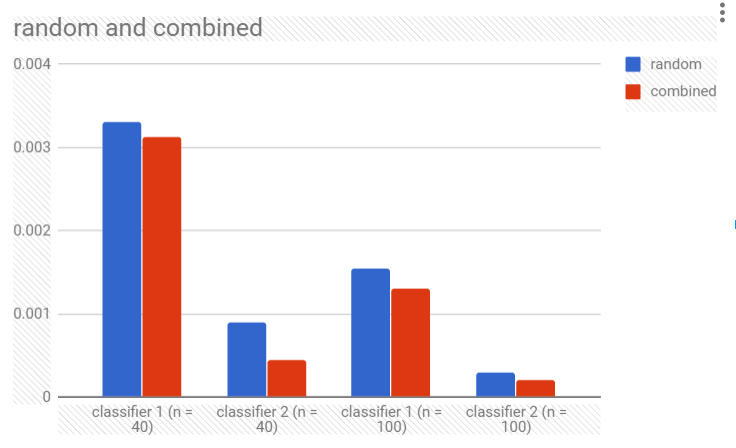 random and combined
random
combined
0.004
0.003
0.002
0.001
0
classifier 1 (n =
40)
classifier 2 (n =
40)
classifier 1 (n =
100)
classifier 2 (n =
100)